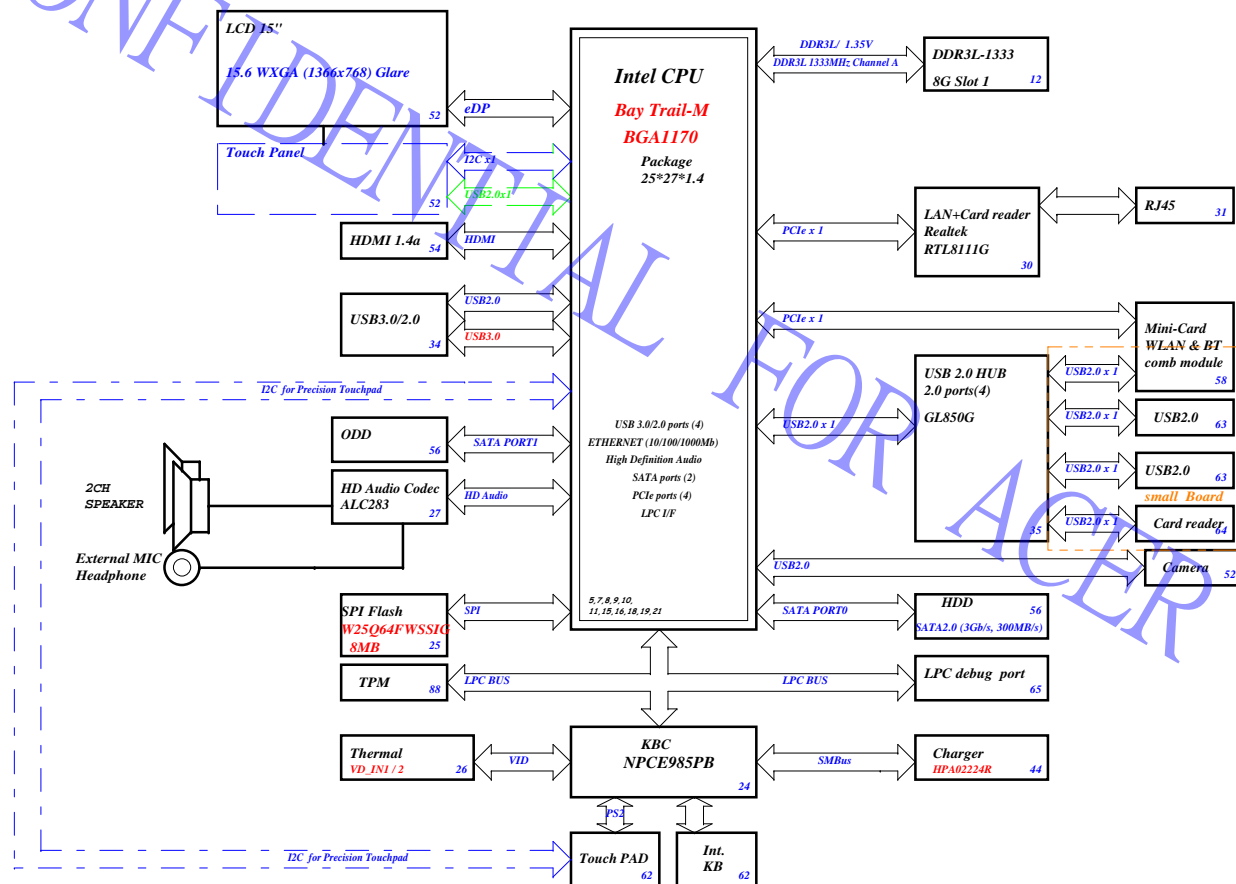 LCD 15"
15.6 WXGA (1366x768) Glare
52
eDP
Touch Panel
I2C x1
USB2.0x1
52
HDMI 1.4a
54
HDMI
USB3.0/2.0
34
USB2.0
USB3.0
I2C for Precision Touchpad
ODD
56
SATA PORT1
HD Audio Codec
ALC283
27
HD Audio
2CH
SPEAKER
External MIC
Headphone
SPI Flash
W25Q64FWSSIG
8MB
25
SPI
TPM
88
LPC BUS
Thermal
VD_IN1 / 2
26
VID
I2C for Precision Touchpad
Intel CPU
Bay Trail-M
BGA1170
Package
25*27*1.4
USB 3.0/2.0 ports (4)
ETHERNET (10/100/1000Mb)
High Definition Audio
SATA ports (2)
PCIe ports (4)
LPC I/F
5,7,8,9,10,
11,15,16,18,19,21
KBC
NPCE985PB
24
PS2
Touch PAD
62
Int.
KB
62
DDR3L/ 1.35V
DDR3L 1333MHz Channel A
DDR3L-1333
8G Slot 1
12
PCIe x 1
LAN+Card reader
Realtek
RTL8111G
30
RJ45
31
PCIe x 1
Mini-Card
WLAN & BT
comb module
58
USB 2.0 HUB
2.0 ports(4)
GL850G
35
USB2.0 x 1
USB2.0 x 1
USB2.0 x 1
USB2.0
63
USB2.0 x 1
USB2.0
63
small Board
USB2.0 x 1
Card reader
64
USB2.0
Camera
52
SATA PORT0
HDD
56
SATA2.0 (3Gb/s, 300MB/s)
LPC BUS
LPC debug port
65
SMBus
Charger
HPA02224R
44
ONFIDENTIAL FOR ACER